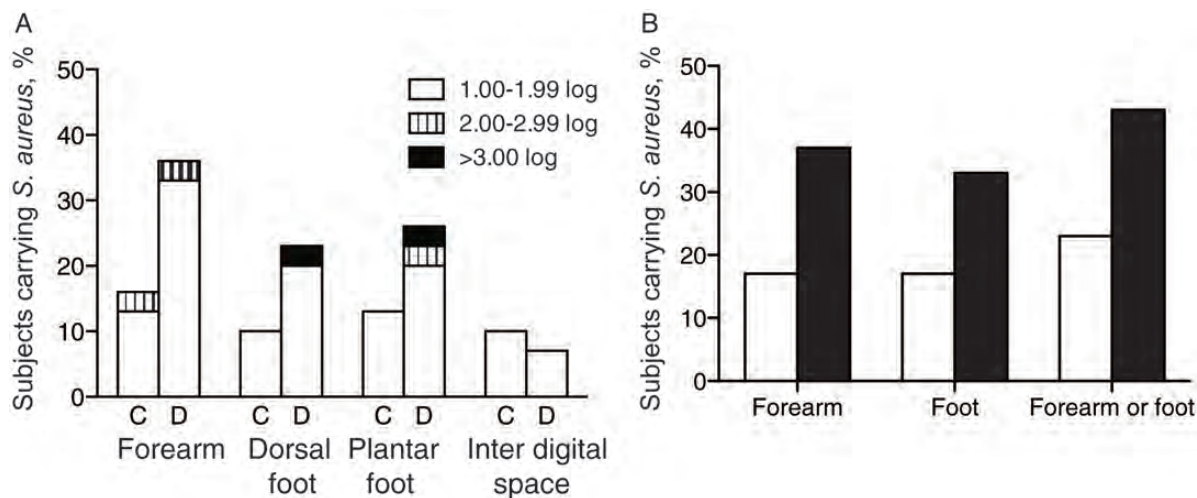 A
Subjects carrying S. aureus, %
50
40
30
20
10
0
1.00-1.99 log
2.00-2.99 log
>3.00 log
C D C D C D C D
Forearm Dorsal foot Plantar foot Inter digital space
B
Subjects carrying S. aureus, %
50
40
30
20
10
0
Forearm Foot Forearm or foot